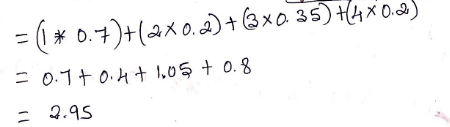 = (1 * 0.7) + (2 × 0.2) + (3 × 0.35) + (4 × 0.2)
= 0.7 + 0.4 + 1.05 + 0.8
= 2.95